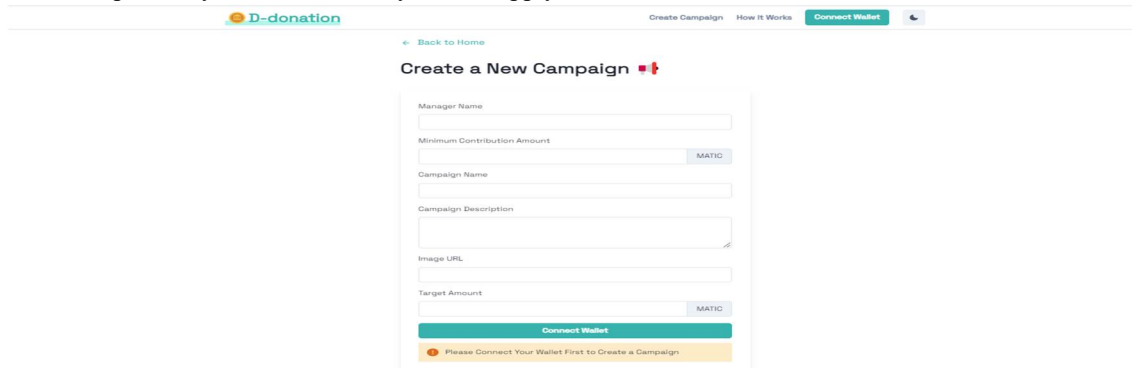 D-donation
Create Campaign How It Works Connect Wallet
← Back to Home
Create a New Campaign
Manager Name
Minimum Contribution Amount
MATIC
Campaign Name
Campaign Description
Image URL
Target Amount
MATIC
Connect Wallet
Please Connect Your Wallet First to Create a Campaign